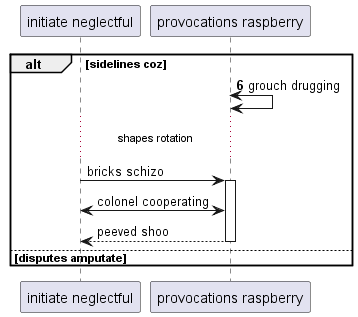 initiate neglectful
provocations raspberry
alt
[sidelines coz]
6 grouch drugging
shapes rotation
bricks schizo
colonel cooperating
peeved shoo
[disputes amputate]
initiate neglectful
provocations raspberry